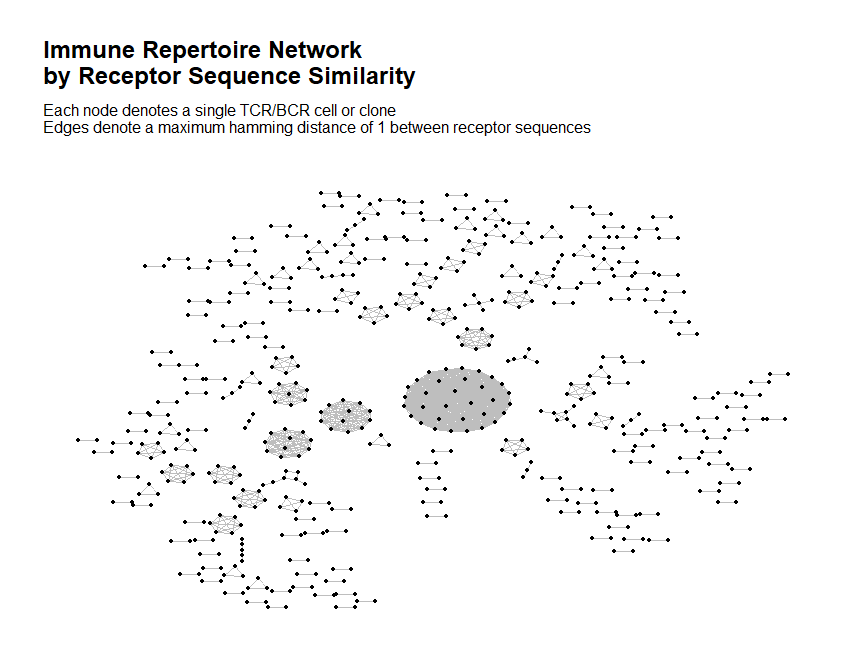 Immune Repertoire Network
by Receptor Sequence Similarity
Each node denotes a single TCR/BCR cell or clone
Edges denote a maximum hamming distance of 1 between receptor sequences